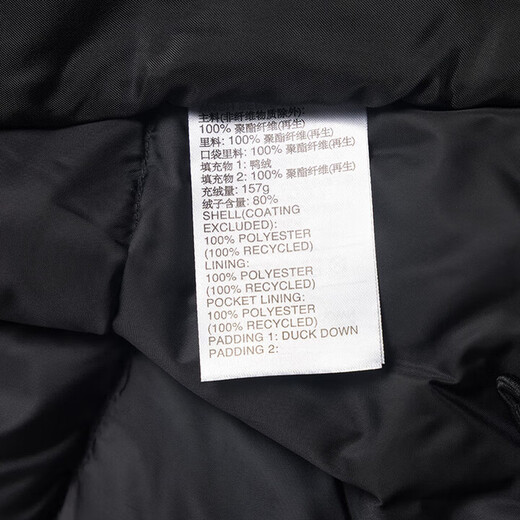 主料(非纤维物质除外):
100% 聚酯纤维(再生)
里料: 100% 聚酯纤维(再生)
口袋里料: 100% 聚酯纤维(再生)
填充物 1: 鸭绒
填充物 2: 100% 聚酯纤维(再生)
充绒量: 157g
绒子含量: 80%
SHELL(COATING
EXCLUDED):
100% POLYESTER
(100% RECYCLED)
LINING:
100% POLYESTER
(100% RECYCLED)
POCKET LINING:
100% POLYESTER
(100% RECYCLED)
PADDING 1: DUCK DOWN
PADDING 2: